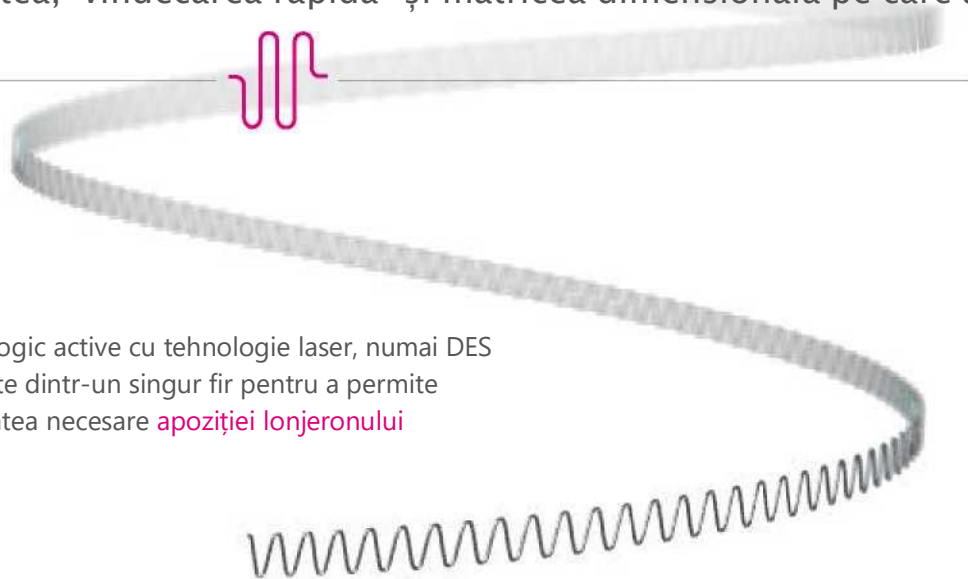 vindecarea rapidă și matricea dimensională pe care
ogic active cu tehnologie laser, numai DES
te dintr-un singur fir pentru a permite
tea necesare apoziției lonjeronului